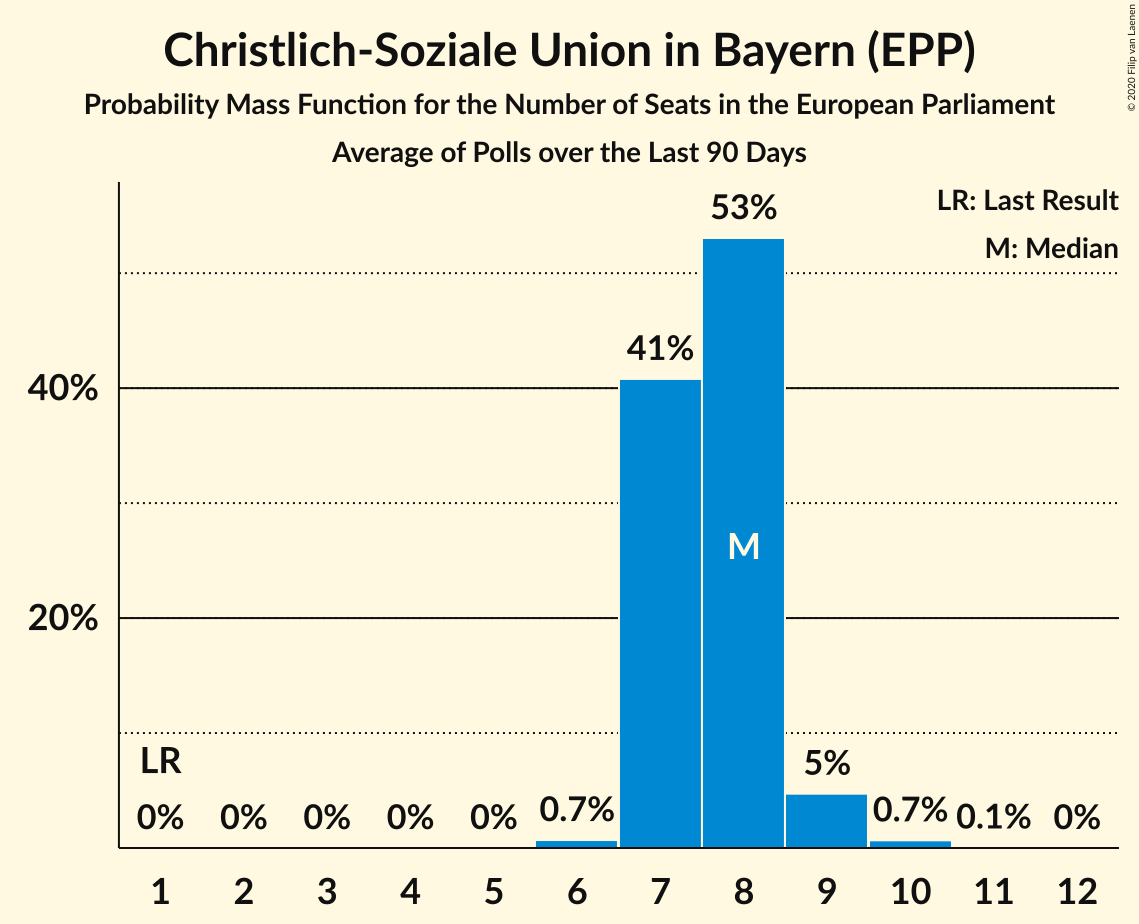 Christlich-Soziale Union in Bayern (EPP)
Probability Mass Function for the Number of Seats in the European Parliament
Average of Polls over the Last 90 Days
© 2020 Filip van Laenen
LR: Last Result
M: Median
53%
41%
40%
M
20%
LR
5%
0% 0% 0% 0% 0% 0.7% 0.7% 0.1% 0%
1 2 3 4 5 6 7 8 9 10 11 12